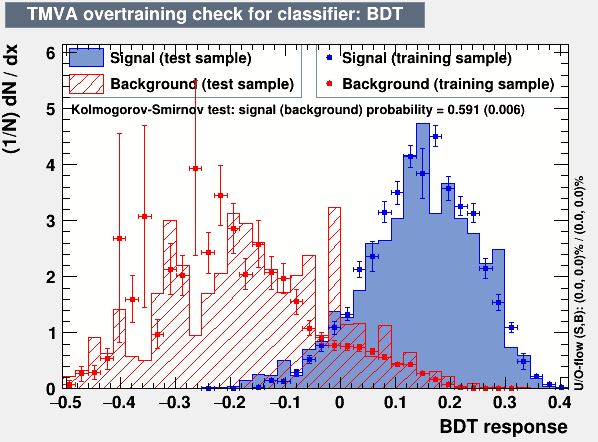 TMVA overtraining check for classifier: BDT
(1/N) dN / dx
Signal (test sample)
Background (test sample)
Signal (training sample)
Background (training sample)
Kolmogorov-Smirnov test: signal (background) probability = 0.591 (0.006)
6
5
4
3
2
1
0
−0.5 −0.4 −0.3 −0.2 −0.1 0 0.1 0.2 0.3 0.4
BDT response
U/O-flow (S,B): (0.0, 0.0)% / (0.0, 0.0)%